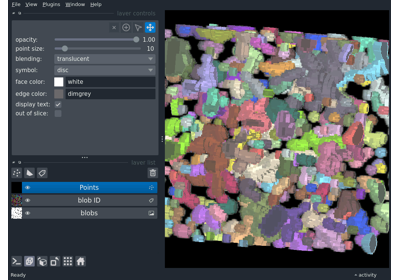 File View Plugins Window Help
layer controls
opacity: 1.00
point size: 10
blending: translucent
symbol: disc
face color: white
edge color: dimgrey
display text:
out of slice:
layer list
Points
blob ID
blobs
Ready
activity